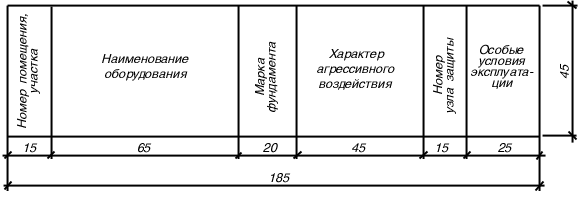 Номер помещения,
участка
Наименование
оборудования
Марка
фундамента
Характер
агрессивного
воздействия
Номер
узла защиты
Особые
условия
эксплуата-
ции
45
15
65
20
45
15
25
185